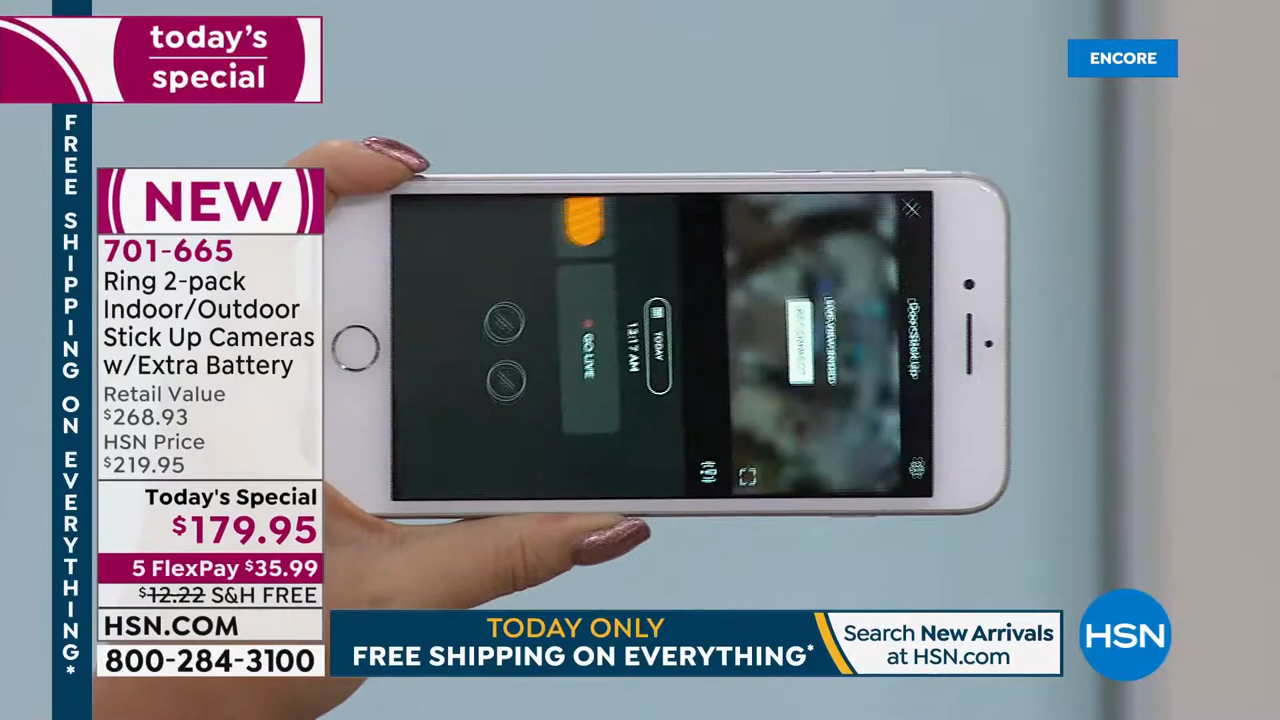 today's
special
ENCORE
FREE SHIPPING ON EVERYTHING*
NEW
701-665
Ring 2-pack
Indoor/Outdoor
Stick Up Cameras
w/Extra Battery
Retail Value
$268.93
HSN Price
$219.95
Today's Special
$179.95
5 FlexPay $35.99
$12.22 S&H FREE
HSN.COM
800-284-3100
TODAY
GO LIVE
TODAY ONLY
FREE SHIPPING ON EVERYTHING*
Search New Arrivals
at HSN.com
HSN